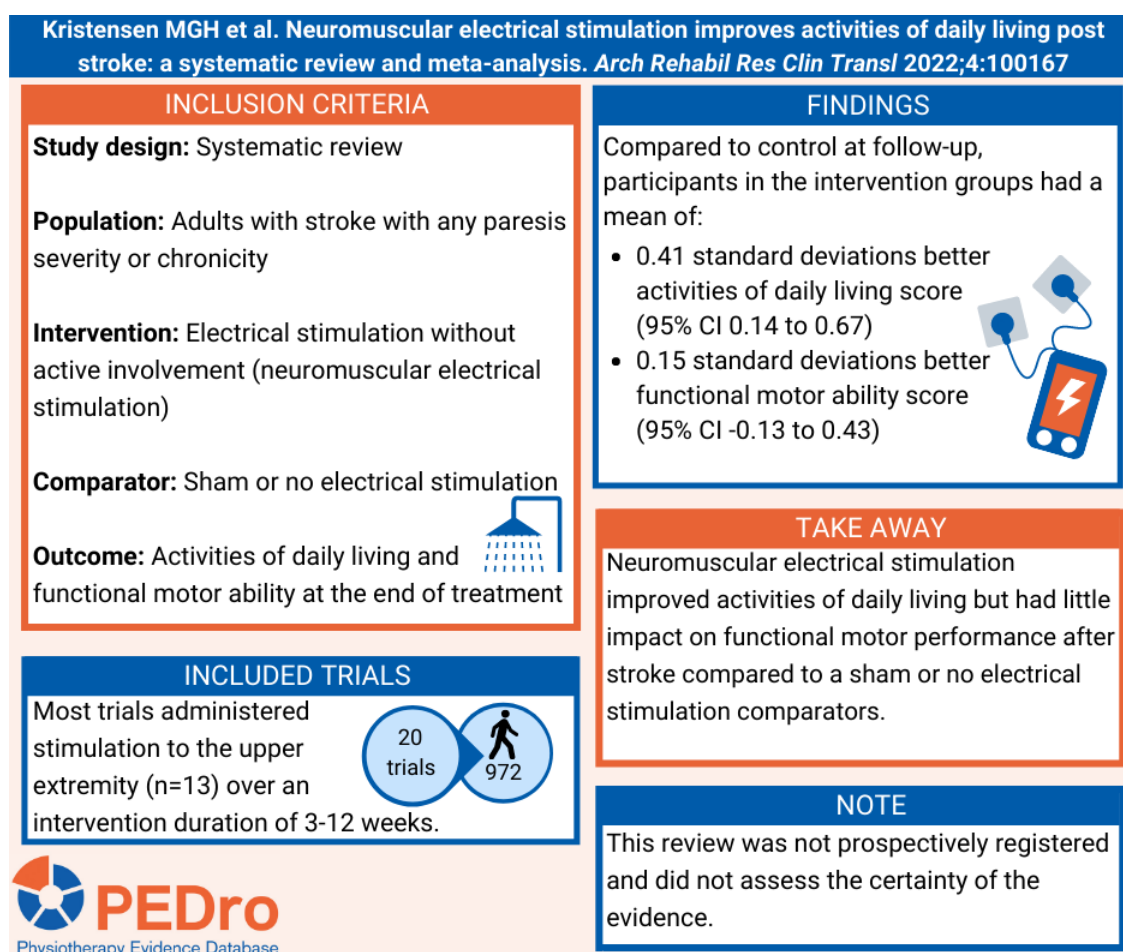 Kristensen MGH et al. Neuromuscular electrical stimulation improves activities of daily living post
stroke: a systematic review and meta-analysis. Arch Rehabil Res Clin Transl 2022;4:100167
INCLUSION CRITERIA
Study design: Systematic review
Population: Adults with stroke with any paresis
severity or chronicity
Intervention: Electrical stimulation without
active involvement (neuromuscular electrical
stimulation)
Comparator: Sham or no electrical stimulation
Outcome: Activities of daily living and
functional motor ability at the end of treatment
INCLUDED TRIALS
Most trials administered
stimulation to the upper
extremity (n=13) over an
intervention duration of 3-12 weeks.
20
trials
972
PEDro
Physiotherapy Evidence Database
FINDINGS
Compared to control at follow-up,
participants in the intervention groups had a
mean of:
• 0.41 standard deviations better
activities of daily living score
(95% CI 0.14 to 0.67)
• 0.15 standard deviations better
functional motor ability score
(95% CI -0.13 to 0.43)
TAKE AWAY
Neuromuscular electrical stimulation
improved activities of daily living but had little
impact on functional motor performance after
stroke compared to a sham or no electrical
stimulation comparators.
NOTE
This review was not prospectively registered
and did not assess the certainty of the
evidence.